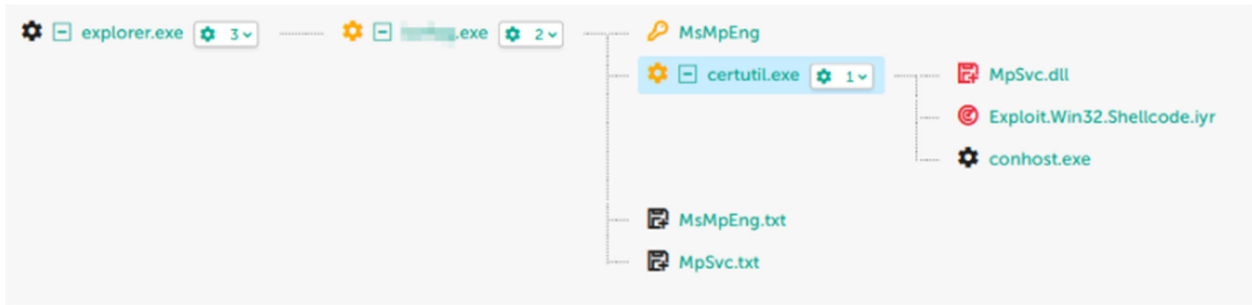 explorer.exe 3 .exe 2 MsMpEng
certutil.exe 1 MpSvc.dll
Exploit.Win32.Shellcode.iyr
conhost.exe
MsMpEng.txt
MpSvc.txt